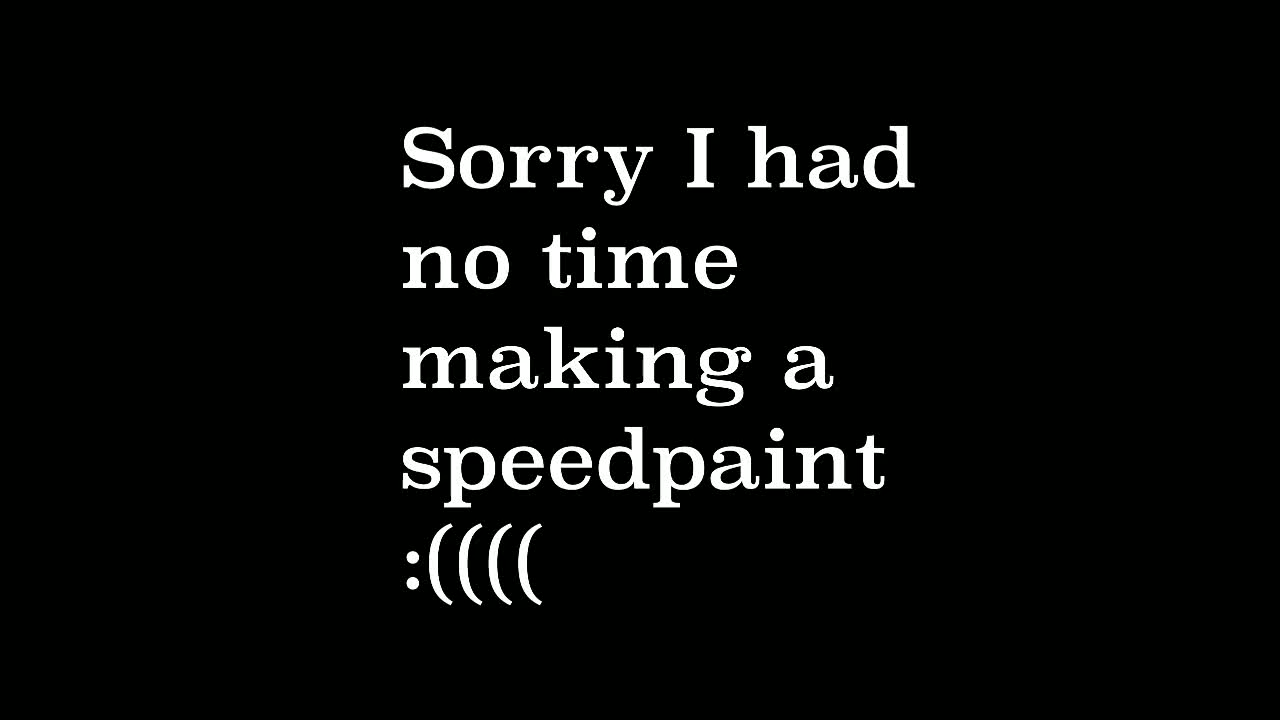 Sorry I had
no time
making a
speedpaint
:((((